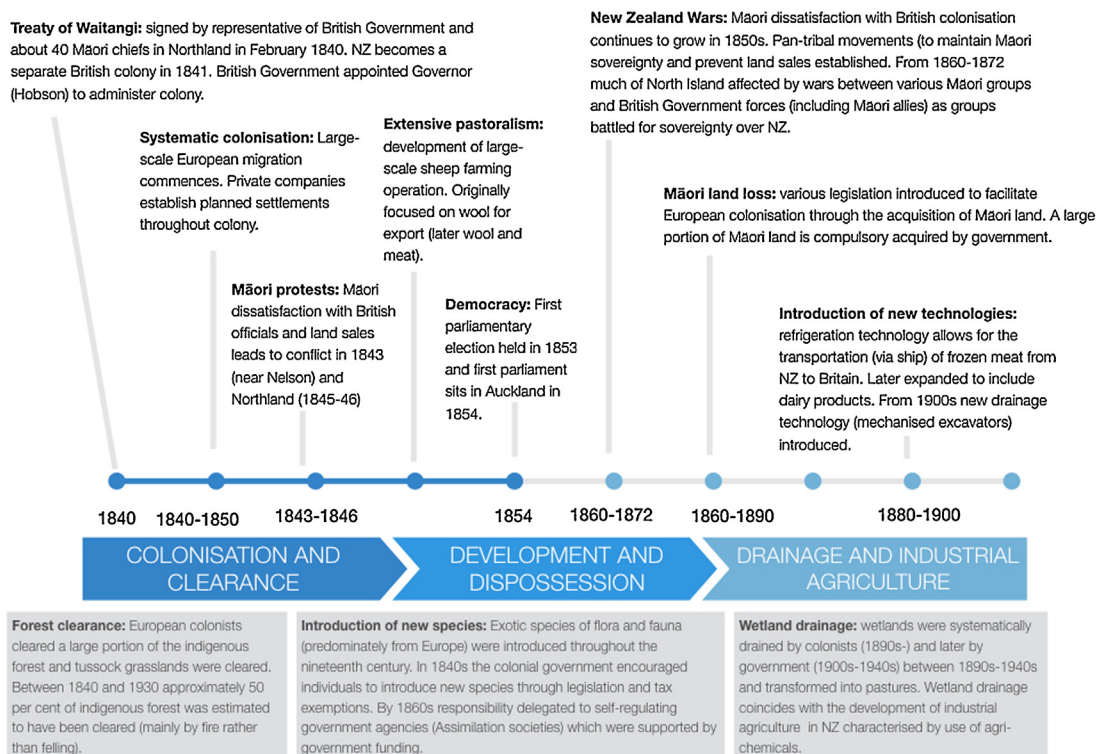 Treaty of Waitangi: signed by representative of British Government and
about 40 Māori chiefs in Northland in February 1840. NZ becomes a
separate British colony in 1841. British Government appointed Governor
(Hobson) to administer colony.
Systematic colonisation: Large-
scale European migration
commences. Private companies
establish planned settlements
throughout colony.
Māori protests: Māori
dissatisfaction with British
officials and land sales
leads to conflict in 1843
(near Nelson) and
Northland (1845-46)
Extensive pastoralism:
development of large-
scale sheep farming
operation. Originally
focused on wool for
export (later wool and
meat).
Democracy: First
parliamentary
election held in 1853
and first parliament
sits in Auckland in
1854.
New Zealand Wars: Māori dissatisfaction with British colonisation
continues to grow in 1850s. Pan-tribal movements (to maintain Māori
sovereignty and prevent land sales established. From 1860-1872
much of North Island affected by wars between various Māori groups
and British Government forces (including Māori allies) as groups
battled for sovereignty over NZ.
Māori land loss: various legislation introduced to facilitate
European colonisation through the acquisition of Māori land. A large
portion of Māori land is compulsory acquired by government.
Introduction of new technologies:
refrigeration technology allows for the
transportation (via ship) of frozen meat from
NZ to Britain. Later expanded to include
dairy products. From 1900s new drainage
technology (mechanised excavators)
introduced.
1840
1840-1850
1843-1846
1854
1860-1872
1860-1890
1880-1900
COLONISATION AND
CLEARANCE
DEVELOPMENT AND
DISPOSSESSION
DRAINAGE AND INDUSTRIAL
AGRICULTURE
Forest clearance: European colonists
cleared a large portion of the indigenous
forest and tussock grasslands were cleared.
Between 1840 and 1930 approximately 50
per cent of indigenous forest was estimated
to have been cleared (mainly by fire rather
than felling).
Introduction of new species: Exotic species of flora and fauna
(predominately from Europe) were introduced throughout the
nineteenth century. In 1840s the colonial government encouraged
individuals to introduce new species through legislation and tax
exemptions. By 1860s responsibility delegated to self-regulating
government agencies (Assimilation societies) which were supported by
government funding.
Wetland drainage: wetlands were systematically
drained by colonists (1890s-) and later by
government (1900s-1940s) between 1890s-1940s
and transformed into pastures. Wetland drainage
coincides with the development of industrial
agriculture in NZ characterised by use of agri-
chemicals.